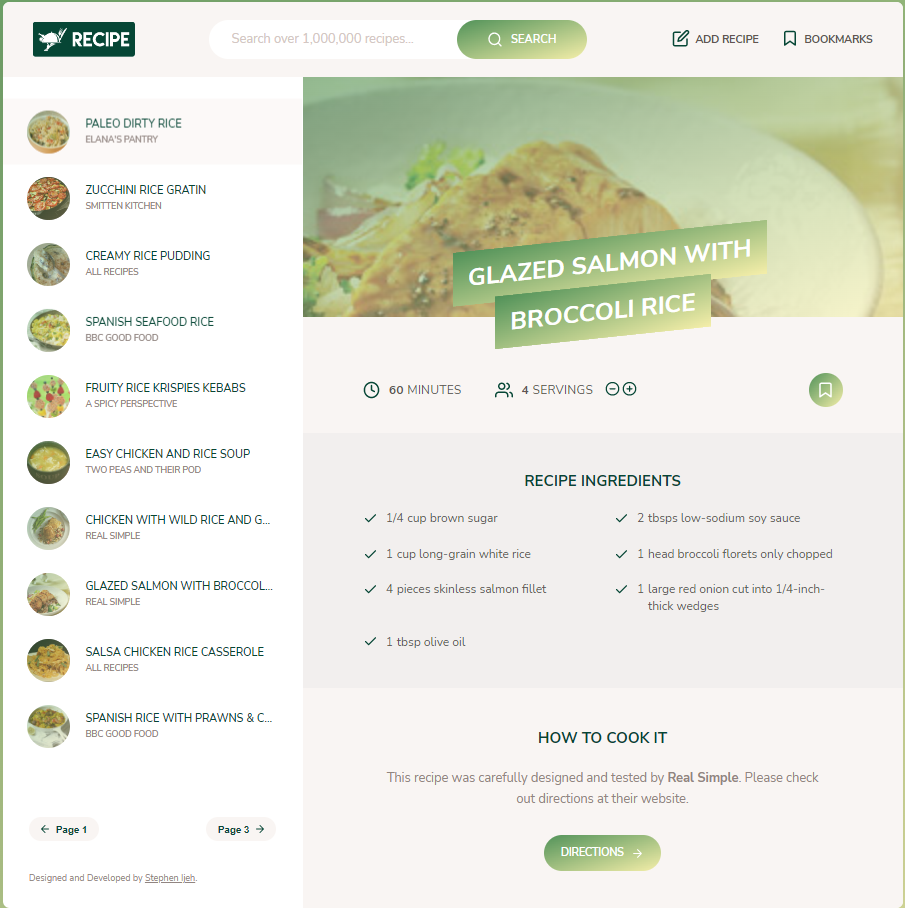 RECIPE
Search over 1,000,000 recipes...
SEARCH
ADD RECIPE
BOOKMARKS
PALEO DIRTY RICE
ELANA'S PANTRY
ZUCCHINI RICE GRATIN
SMITTEN KITCHEN
CREAMY RICE PUDDING
ALL RECIPES
SPANISH SEAFOOD RICE
BBC GOOD FOOD
FRUITY RICE KRISPIES KEBABS
A SPICY PERSPECTIVE
EASY CHICKEN AND RICE SOUP
TWO PEAS AND THEIR POD
CHICKEN WITH WILD RICE AND G...
REAL SIMPLE
GLAZED SALMON WITH BROCCOL...
REAL SIMPLE
SALSA CHICKEN RICE CASSEROLE
ALL RECIPES
SPANISH RICE WITH PRAWNS & C...
BBC GOOD FOOD
Page 1
Page 3
Designed and Developed by Stephen Ijeh.
GLAZED SALMON WITH
BROCCOLI RICE
60 MINUTES
4 SERVINGS
RECIPE INGREDIENTS
1/4 cup brown sugar
2 tbsps low-sodium soy sauce
1 cup long-grain white rice
1 head broccoli florets only chopped
4 pieces skinless salmon fillet
1 large red onion cut into 1/4-inch-
thick wedges
1 tbsp olive oil
HOW TO COOK IT
This recipe was carefully designed and tested by Real Simple. Please check
out directions at their website.
DIRECTIONS